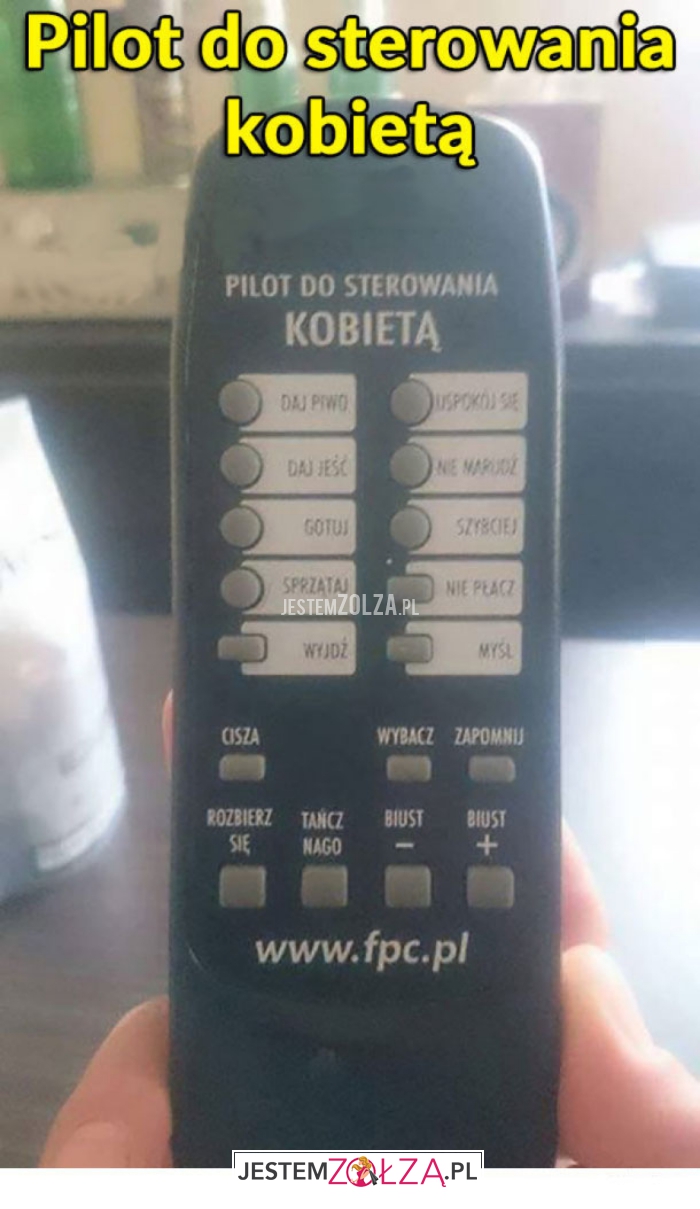 Pilot do sterowania
kobietą
PILOT DO STEROWANIA
KOBIETĄ
DAJ PIWO
USPOKÓJ SIĘ
DAJ JEŚĆ
NIE MARUDŹ
GOTUJ
SZYBCIEJ
SPRZĄTAJ
NIE PŁACZ
JESTEMZOŁZA.PL
WYJDŹ
MYŚL
CISZA
WYBACZ
ZAPOMNIJ
ROZBIERZ
SIĘ
TAŃCZ
NAGO
BIUST
–
BIUST
+
www.fpc.pl
JESTEMZOŁZĄ.PL